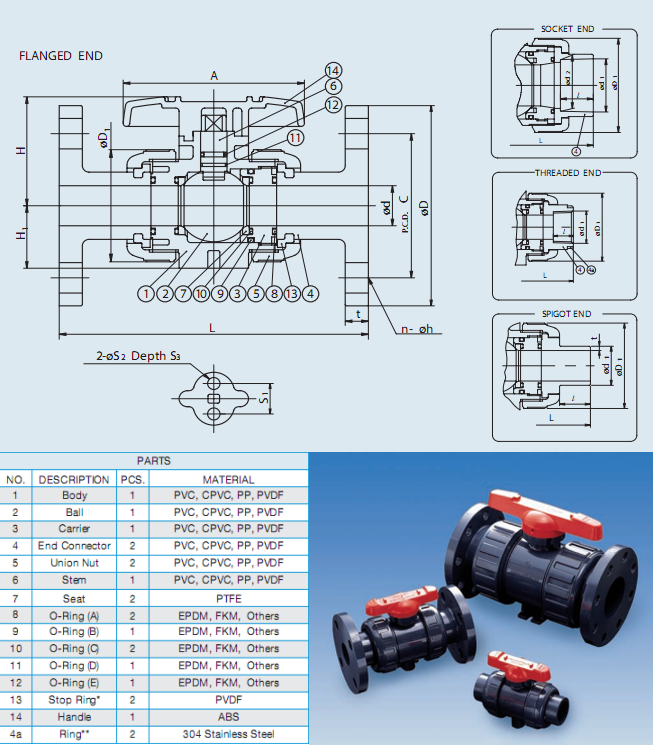 FLANGED END
A
14
6
12
11
H
øD1
H1
ød
P.C.D. C
øD
1 2 7 10 9 3 5 8 13 4
t
L
n- øh
2-øS2 Depth S3
S1
SOCKET END
ød2
ød1
øD1
l
L
4
THREADED END
ød1
øD1
l
L
4 4a
SPIGOT END
t
ød1
øD1
l
L
PARTS
NO. DESCRIPTION PCS. MATERIAL
1 Body 1 PVC, CPVC, PP, PVDF
2 Ball 1 PVC, CPVC, PP, PVDF
3 Carrier 1 PVC, CPVC, PP, PVDF
4 End Connector 2 PVC, CPVC, PP, PVDF
5 Union Nut 2 PVC, CPVC, PP, PVDF
6 Stem 1 PVC, CPVC, PP, PVDF
7 Seat 2 PTFE
8 O-Ring (A) 2 EPDM, FKM, Others
9 O-Ring (B) 1 EPDM, FKM, Others
10 O-Ring (C) 2 EPDM, FKM, Others
11 O-Ring (D) 1 EPDM, FKM, Others
12 O-Ring (E) 1 EPDM, FKM, Others
13 Stop Ring* 2 PVDF
14 Handle 1 ABS
4a Ring** 2 304 Stainless Steel